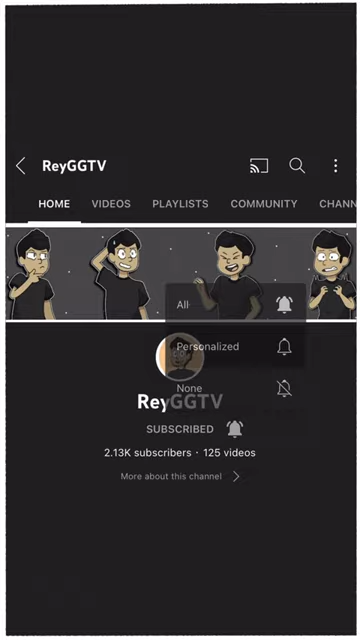 ReyGGTV
HOME VIDEOS PLAYLISTS COMMUNITY CHANN
All
Personalized
None
ReyGGTV
SUBSCRIBED
2.13K subscribers · 125 videos
More about this channel